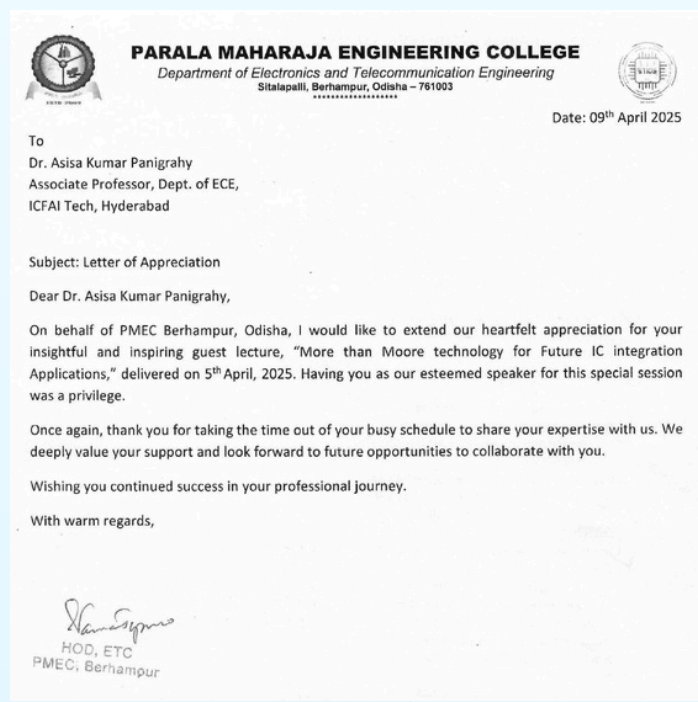 PARALA MAHARAJA ENGINEERING COLLEGE
Department of Electronics and Telecommunication Engineering
Sitalapalli, Berhampur, Odisha – 761003
******************
Date: 09th April 2025
To
Dr. Asisa Kumar Panigrahy
Associate Professor, Dept. of ECE,
ICFAI Tech, Hyderabad
Subject: Letter of Appreciation
Dear Dr. Asisa Kumar Panigrahy,
On behalf of PMEC Berhampur, Odisha, I would like to extend our heartfelt appreciation for your
insightful and inspiring guest lecture, “More than Moore technology for Future IC integration
Applications,” delivered on 5th April, 2025. Having you as our esteemed speaker for this special session
was a privilege.
Once again, thank you for taking the time out of your busy schedule to share your expertise with us. We
deeply value your support and look forward to future opportunities to collaborate with you.
Wishing you continued success in your professional journey.
With warm regards,
HOD, ETC
PMEC, Berhampur